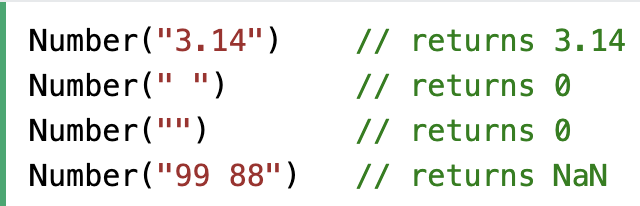 Number("3.14")    // returns 3.14
Number(" ")       // returns 0
Number("")        // returns 0
Number("99 88")   // returns NaN